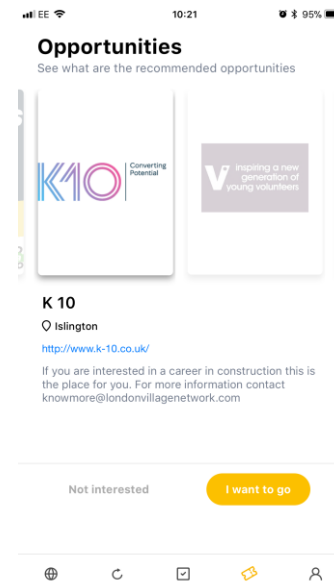 EE
10:21
95%
Opportunities
See what are the recommended opportunities
K10
Converting
Potential
V
Inspiring a new
generation of
young volunteers
K 10
Islington
http://www.k-10.co.uk/
If you are interested in a career in construction this is
the place for you. For more information contact
knowmore@londonvillagenetwork.com
Not interested
I want to go